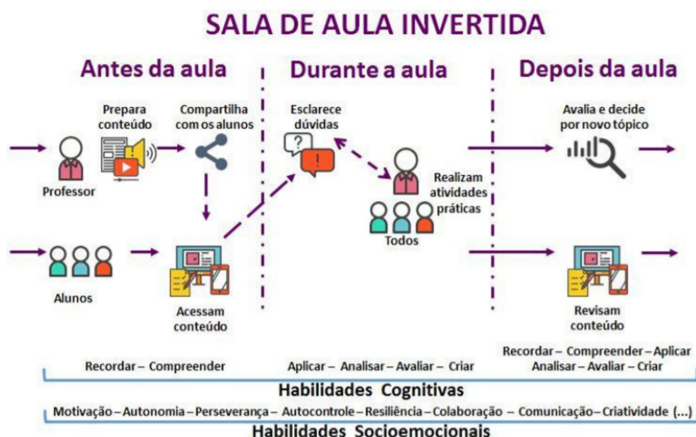 SALA DE AULA INVERTIDA
Antes da aula
Durante a aula
Depois da aula
Prepara
conteúdo
Compartilha
com os alunos
Esclarece
dúvidas
Avalia e decide
por novo tópico
Professor
Realizam
atividades
práticas
Todos
Alunos
Acessam
conteúdo
Revisam
conteúdo
Recordar – Compreender
Aplicar – Analisar – Avaliar – Criar
Recordar – Compreender – Aplicar
Analisar – Avaliar – Criar
Habilidades Cognitivas
Motivação – Autonomia – Perseverança – Autocontrole – Resiliência – Colaboração – Comunicação – Criatividade (...)
Habilidades Socioemocionais